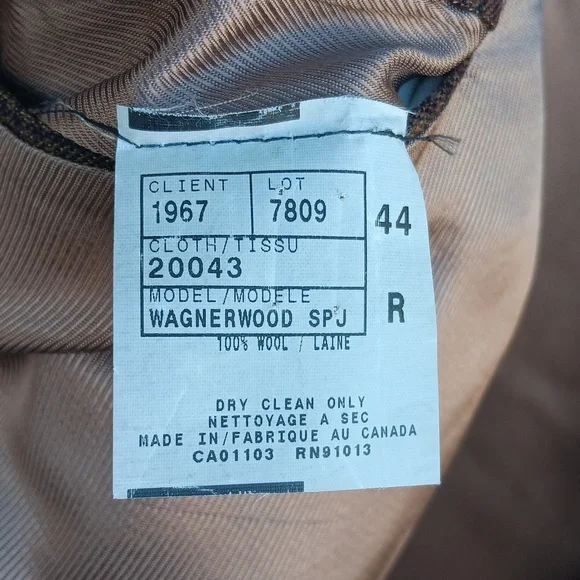 CLIENT LOT
1967 7809 44
CLOTH/TISSU
20043
MODEL/MODELE
WAGNERWOOD SPJ R
100% WOOL / LAINE
DRY CLEAN ONLY
NETTOYAGE A SEC
MADE IN/FABRIQUE AU CANADA
CA01103 RN91013